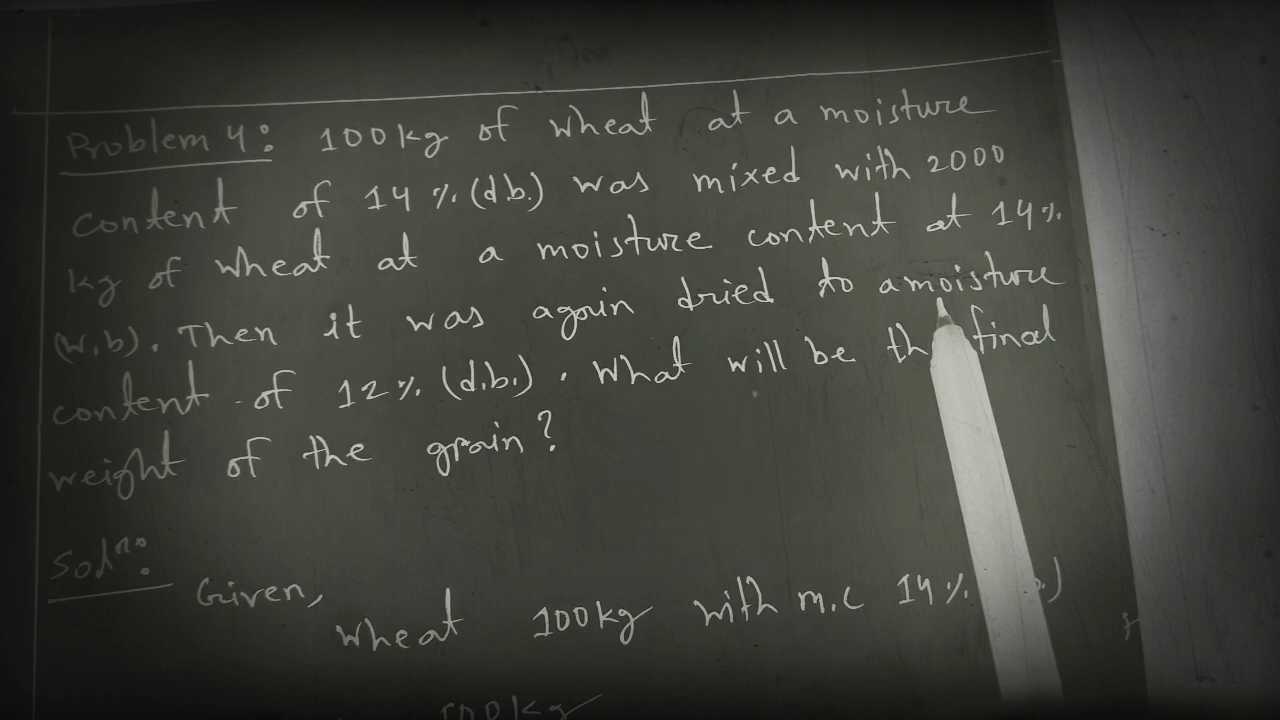 Problem 4: 100kg of wheat at a moisture
content of 14 % (d.b.) was mixed with 2000
kg of wheat at a moisture content at 14%
(w.b). Then it was again dried to a moisture
content of 12% (d.b.). What will be th final
weight of the grain?
Soln:
Given,
wheat 100kg with m.c 14% .)
100kg